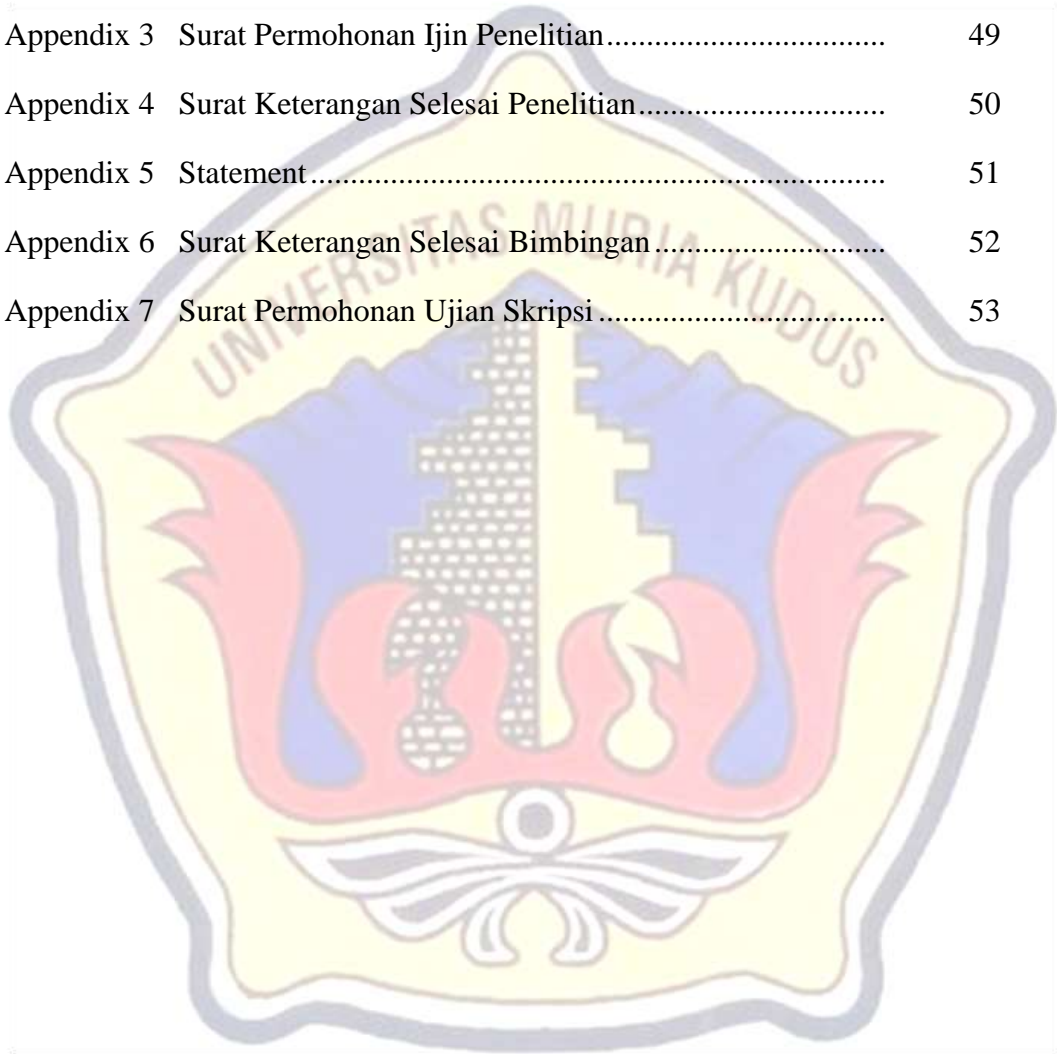 Appendix 3 Surat Permohonan Ijin Penelitian.................................. 49
Appendix 4 Surat Keterangan Selesai Penelitian.............................. 50
Appendix 5 Statement...................................................................... 51
Appendix 6 Surat Keterangan Selesai Bimbingan............................ 52
Appendix 7 Surat Permohonan Ujian Skripsi................................... 53
UNIVERSITAS MURIA KUDUS